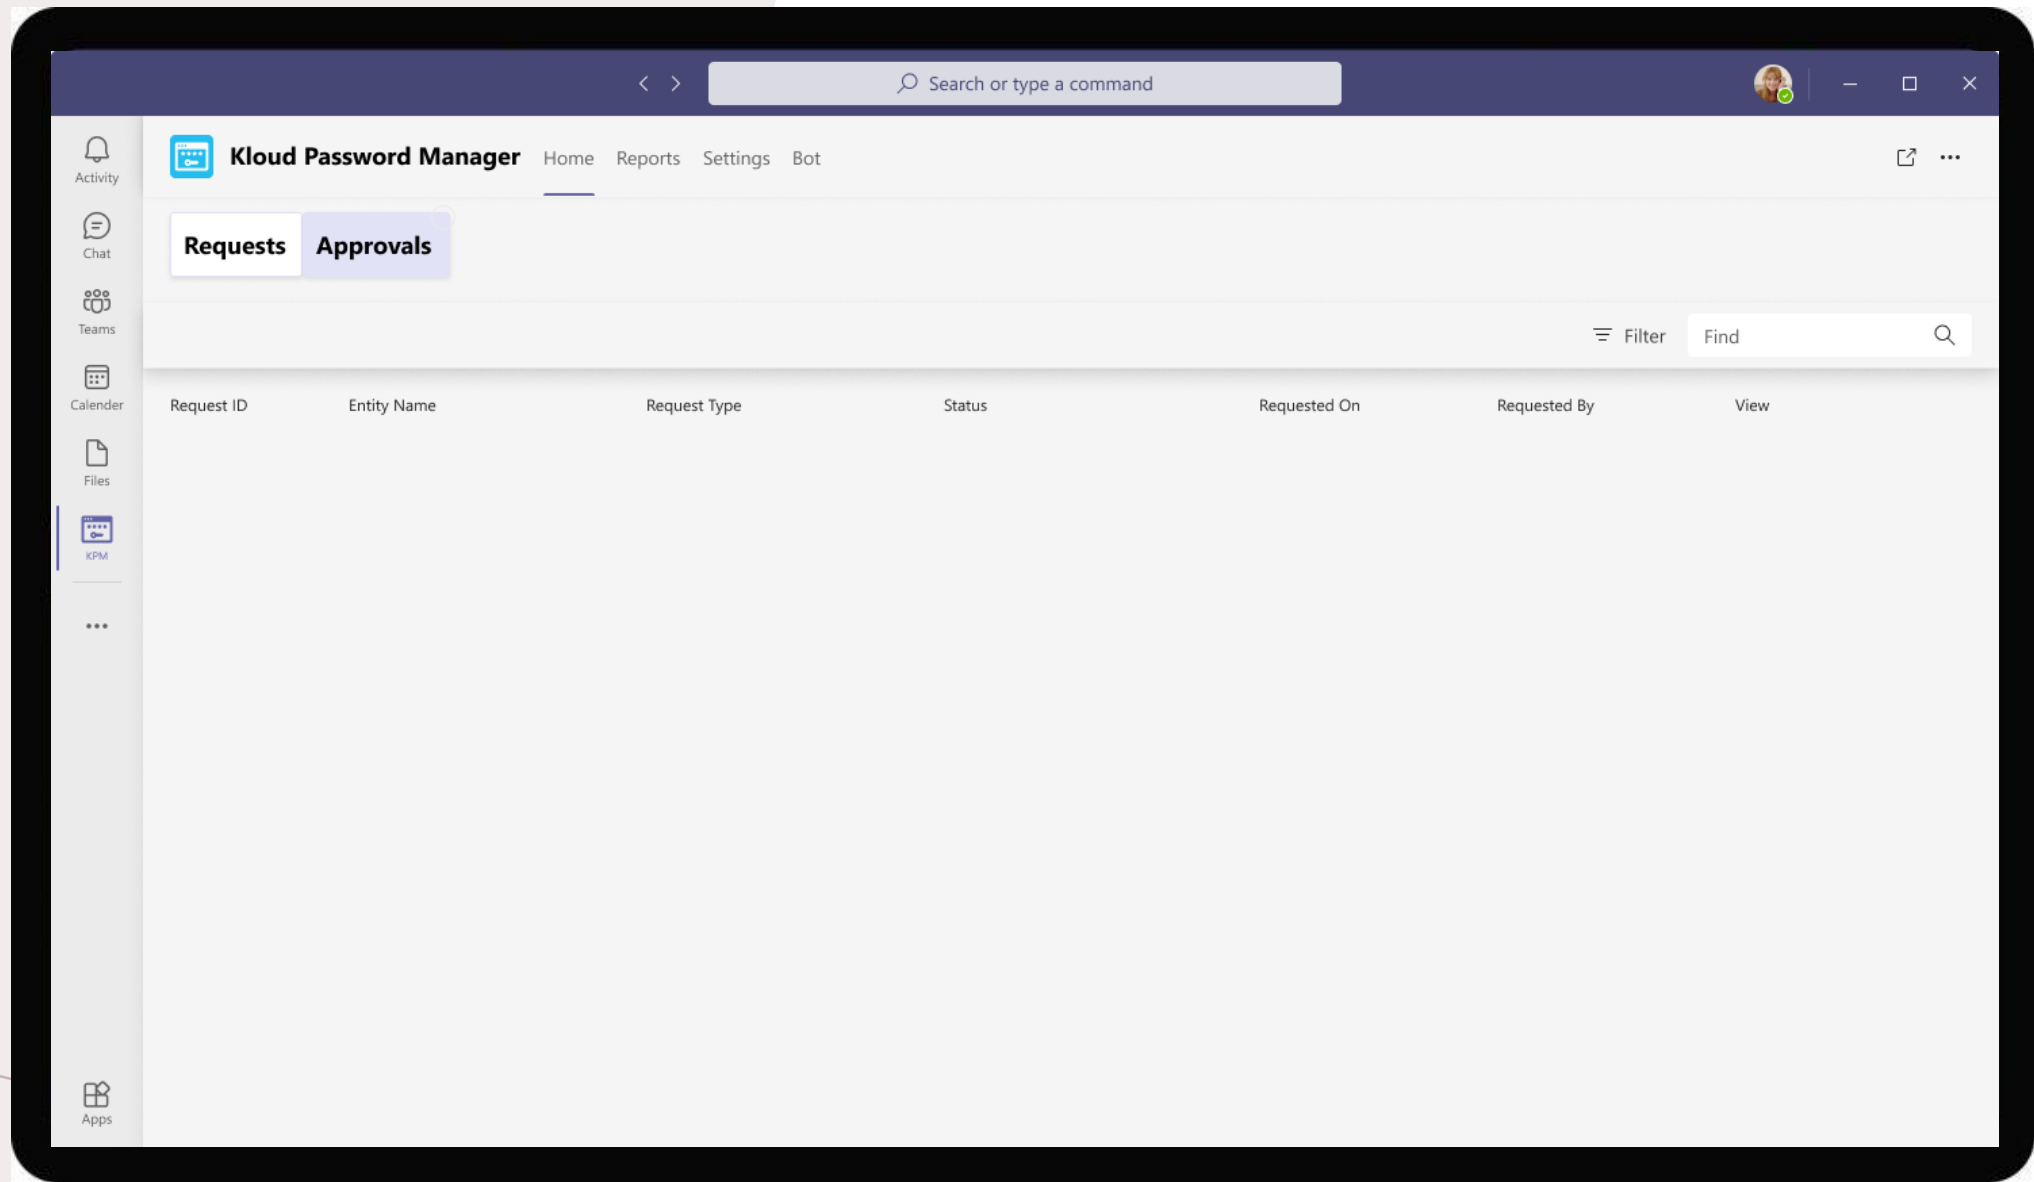 Search or type a command
Kloud Password Manager Home Reports Settings Bot
Activity
Chat
Teams
Calender
Files
KPM
Apps
Requests Approvals
Filter Find
Request ID Entity Name Request Type Status Requested On Requested By View